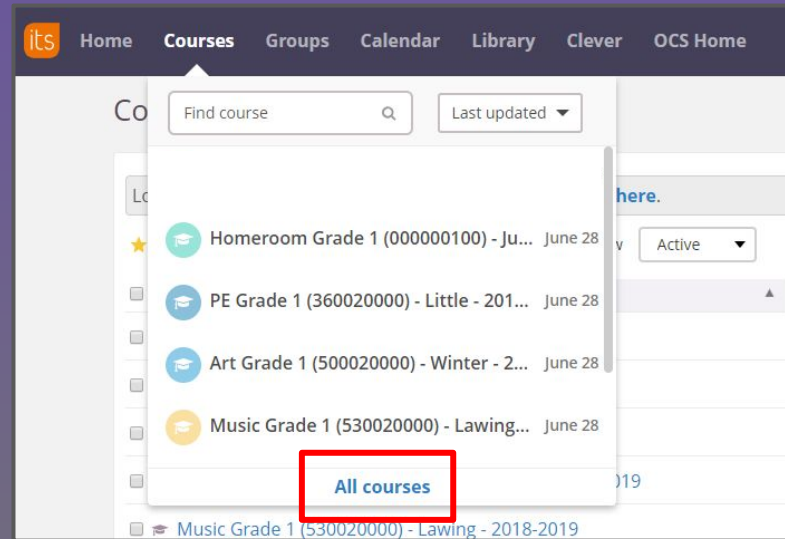 its Home Courses Groups Calendar Library Clever OCS Home
Co
Find course Last updated
Lo here.
Homeroom Grade 1 (000000100) - Ju... June 28
Active
PE Grade 1 (360020000) - Little - 201... June 28
Art Grade 1 (500020000) - Winter - 2... June 28
Music Grade 1 (530020000) - Lawing... June 28
All courses
019
Music Grade 1 (530020000) - Lawing - 2018-2019